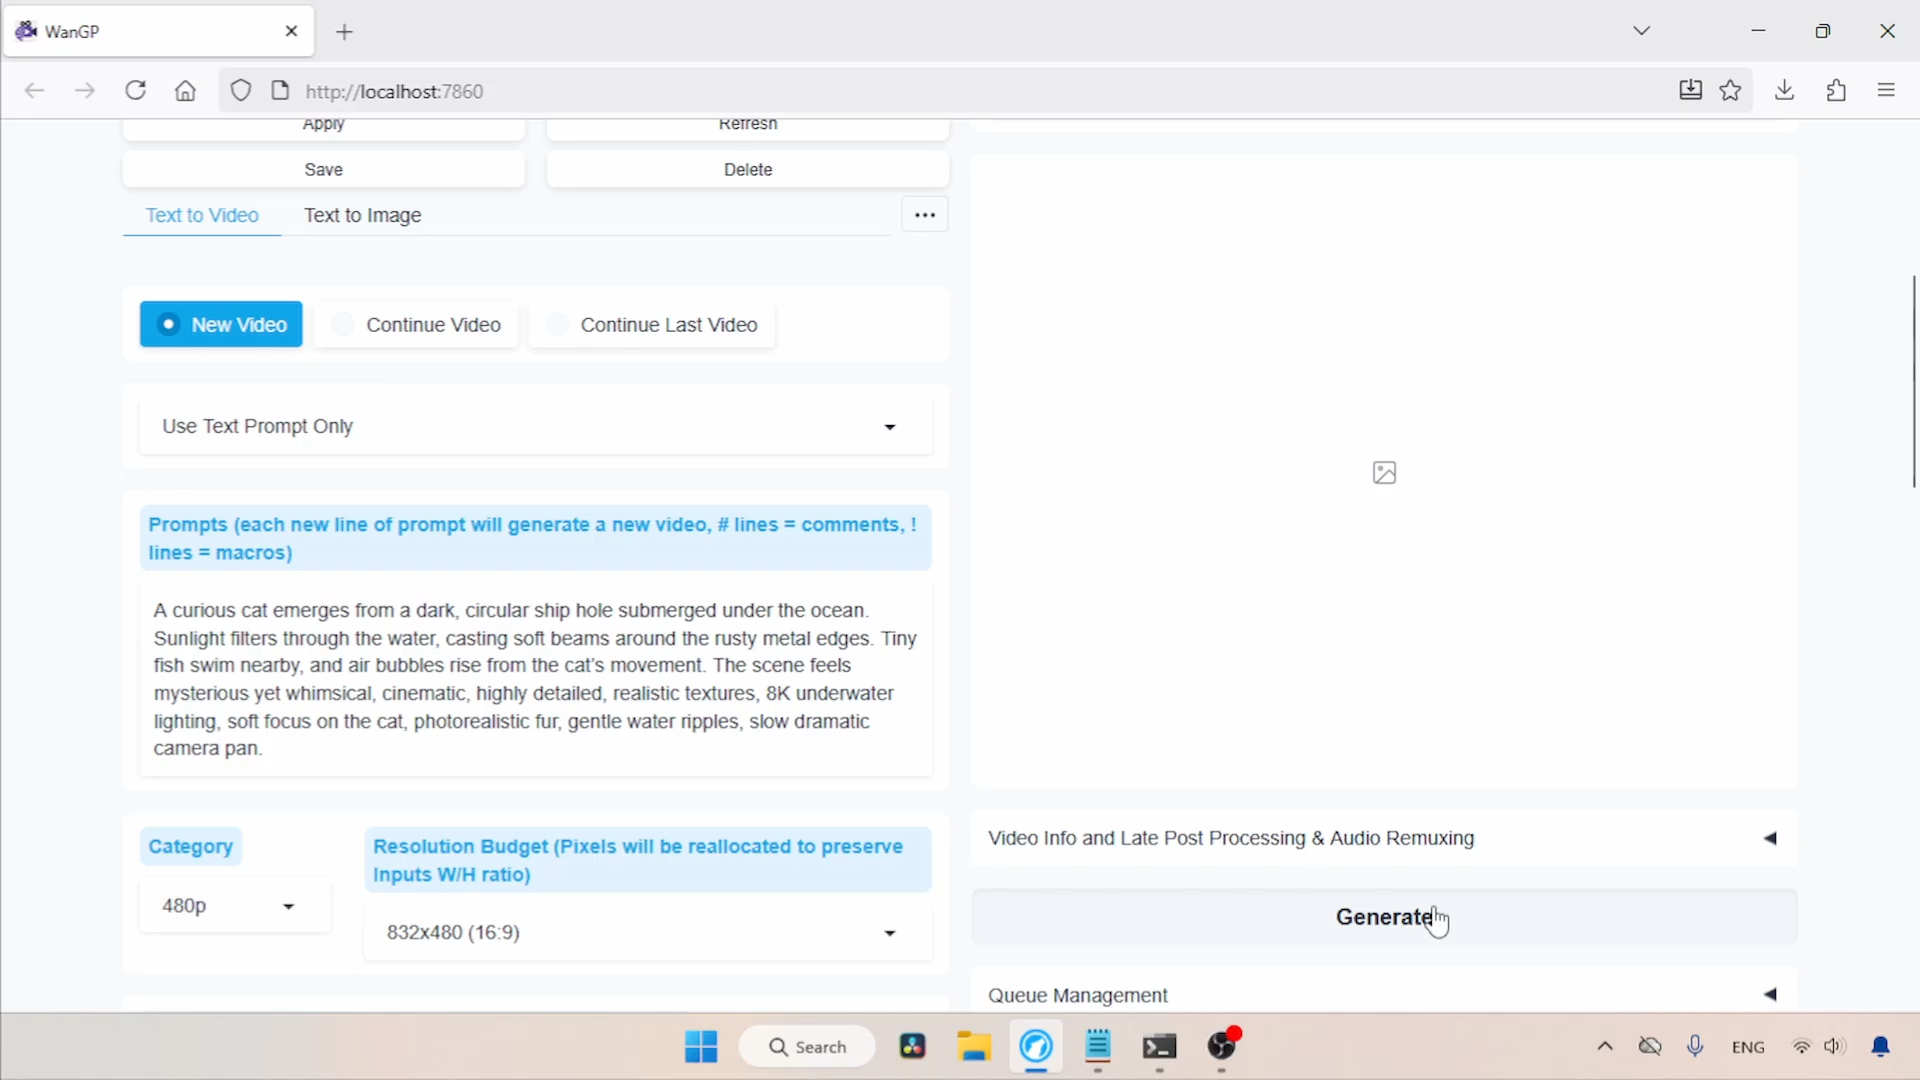 WanGP
http://localhost:7860
Apply
Refresh
Save
Delete
Text to Video
Text to Image
New Video
Continue Video
Continue Last Video
Use Text Prompt Only
Prompts (each new line of prompt will generate a new video, # lines = comments, !
lines = macros)
A curious cat emerges from a dark, circular ship hole submerged under the ocean.
Sunlight filters through the water, casting soft beams around the rusty metal edges. Tiny
fish swim nearby, and air bubbles rise from the cat's movement. The scene feels
mysterious yet whimsical, cinematic, highly detailed, realistic textures, 8K underwater
lighting, soft focus on the cat, photorealistic fur, gentle water ripples, slow dramatic
camera pan.
Category
Resolution Budget (Pixels will be reallocated to preserve
Inputs W/H ratio)
480p
832x480 (16:9)
Video Info and Late Post Processing & Audio Remuxing
Generate
Queue Management
Search
ENG